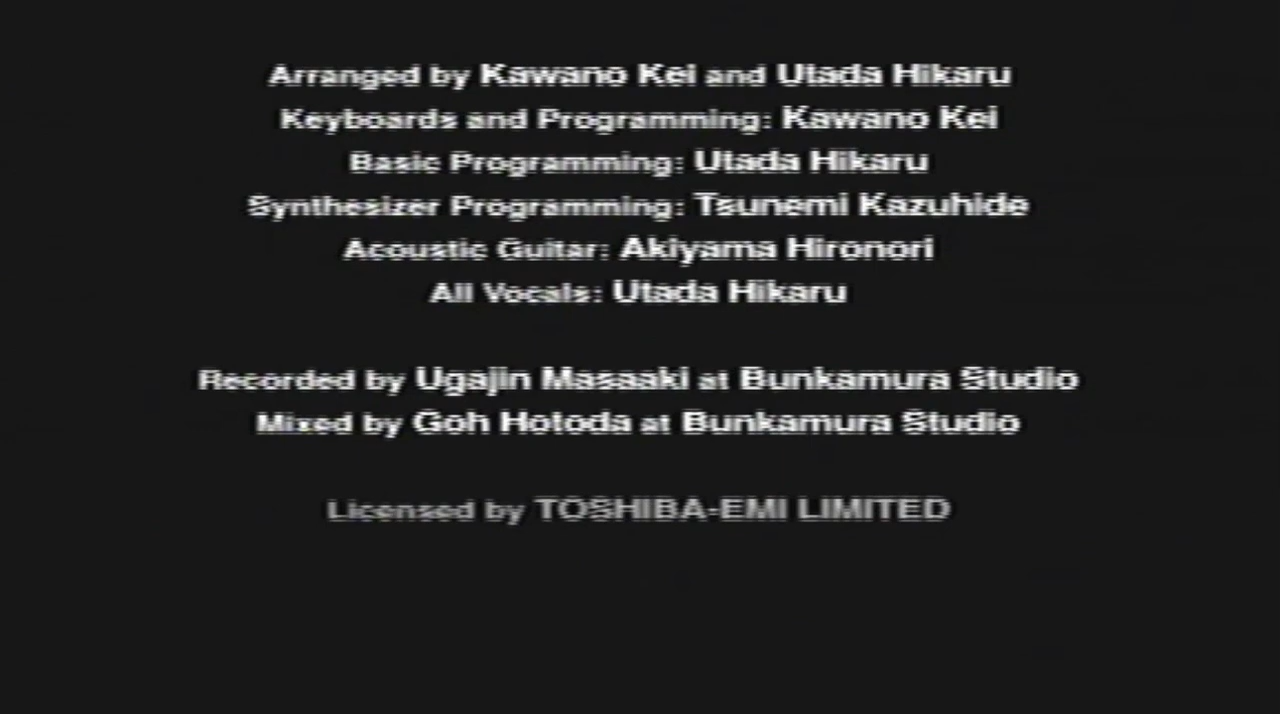 Arranged by Kawano Kei and Utada Hikaru
Keyboards and Programming: Kawano Kei
Basic Programming: Utada Hikaru
Synthesizer Programming: Tsunemi Kazuhide
Acoustic Guitar: Akiyama Hironori
All Vocals: Utada Hikaru
Recorded by Ugajin Masaaki at Bunkamura Studio
Mixed by Goh Hotoda at Bunkamura Studio
Licensed by TOSHIBA-EMI LIMITED